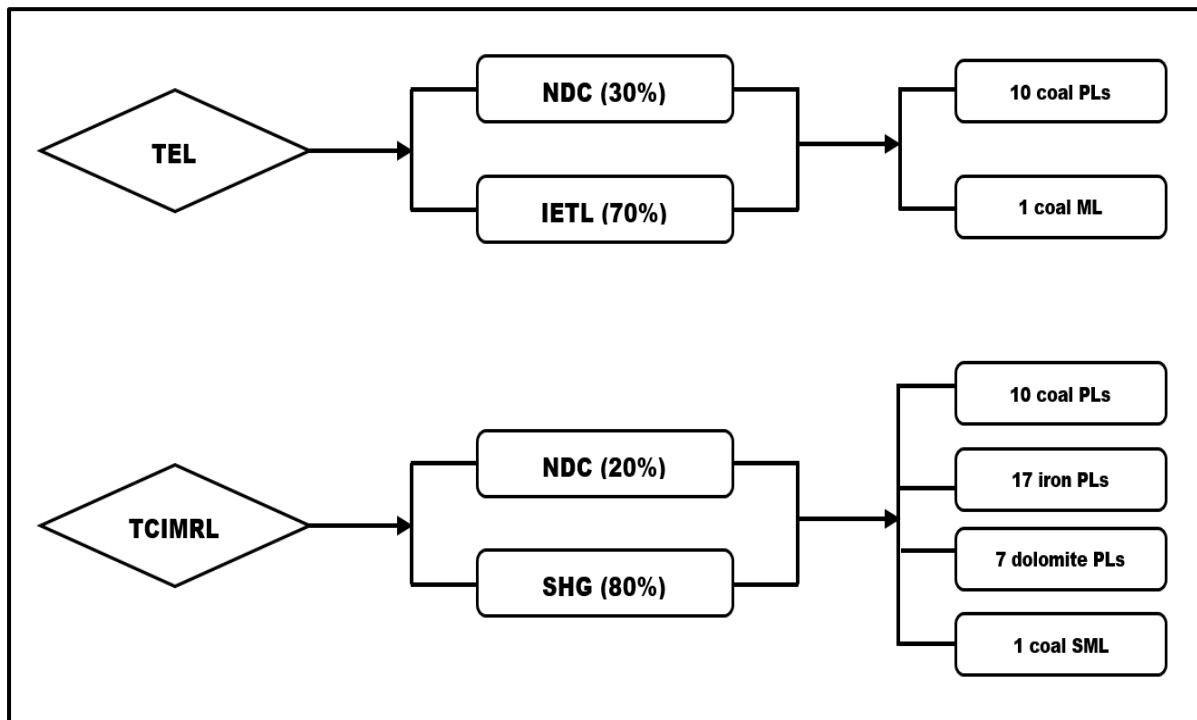 TEL
NDC (30%)
IETL (70%)
10 coal PLs
1 coal ML
TCIMRL
NDC (20%)
SHG (80%)
10 coal PLs
17 iron PLs
7 dolomite PLs
1 coal SML